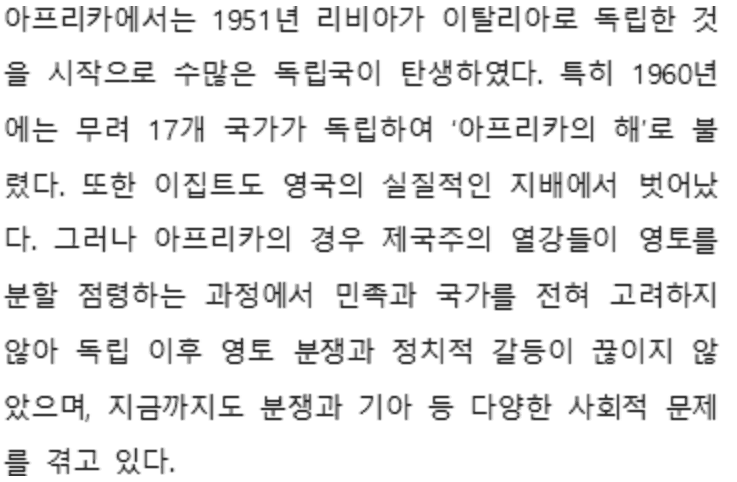 아프리카에서는 1951년 리비아가 이탈리아로 독립한 것
을 시작으로 수많은 독립국이 탄생하였다. 특히 1960년
에는 무려 17개 국가가 독립하여 ‘아프리카의 해’로 불
렸다. 또한 이집트도 영국의 실질적인 지배에서 벗어났
다. 그러나 아프리카의 경우 제국주의 열강들이 영토를
분할 점령하는 과정에서 민족과 국가를 전혀 고려하지
않아 독립 이후 영토 분쟁과 정치적 갈등이 끊이지 않
았으며, 지금까지도 분쟁과 기아 등 다양한 사회적 문제
를 겪고 있다.